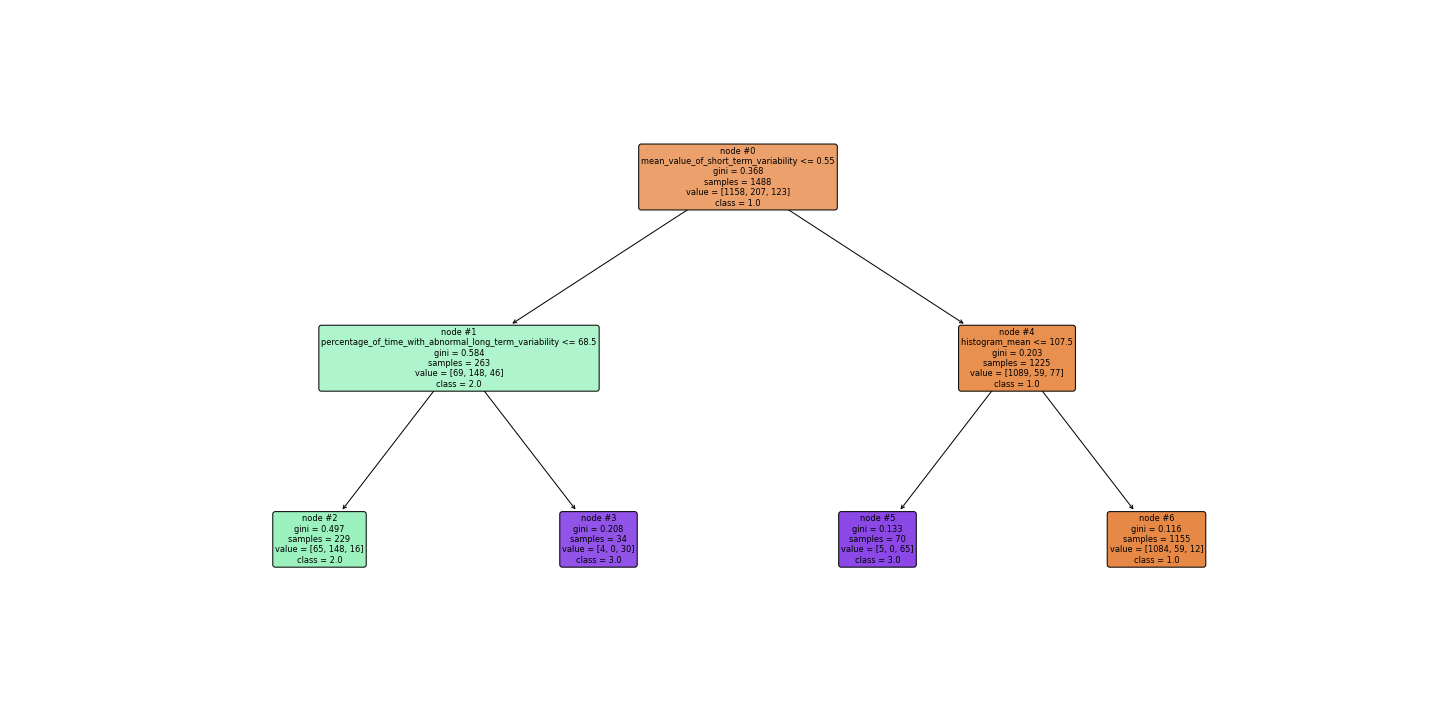 node #0
mean_value_of_short_term_variability <= 0.55
gini = 0.368
samples = 1488
value = [1158, 207, 123]
class = 1.0
node #1
percentage_of_time_with_abnormal_long_term_variability <= 68.5
gini = 0.584
samples = 263
value = [69, 148, 46]
class = 2.0
node #4
histogram_mean <= 107.5
gini = 0.203
samples = 1225
value = [1089, 59, 77]
class = 1.0
node #2
gini = 0.497
samples = 229
value = [65, 148, 16]
class = 2.0
node #3
gini = 0.208
samples = 34
value = [4, 0, 30]
class = 3.0
node #5
gini = 0.133
samples = 70
value = [5, 0, 65]
class = 3.0
node #6
gini = 0.116
samples = 1155
value = [1084, 59, 12]
class = 1.0